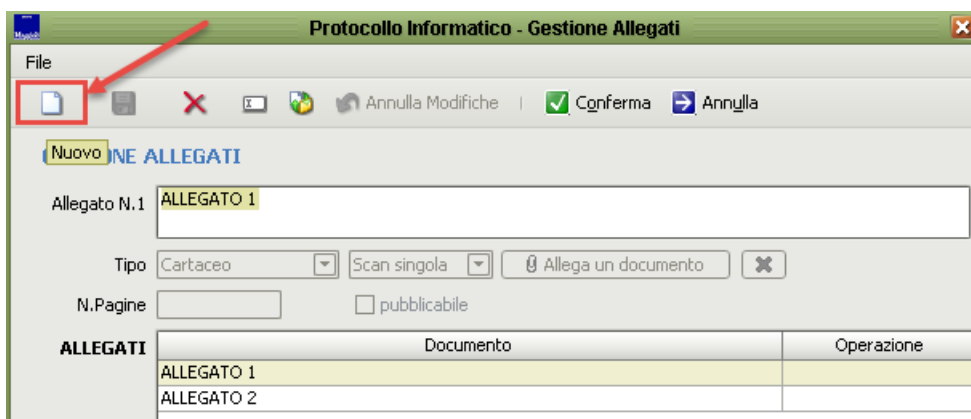 Protocollo Informatico - Gestione Allegati
File
Annulla Modifiche Conferma Annulla
Nuovo NE ALLEGATI
Allegato N.1 ALLEGATO 1
Tipo Cartaceo Scan singola Allega un documento
N.Pagine pubblicabile
ALLEGATI Documento Operazione
ALLEGATO 1
ALLEGATO 2